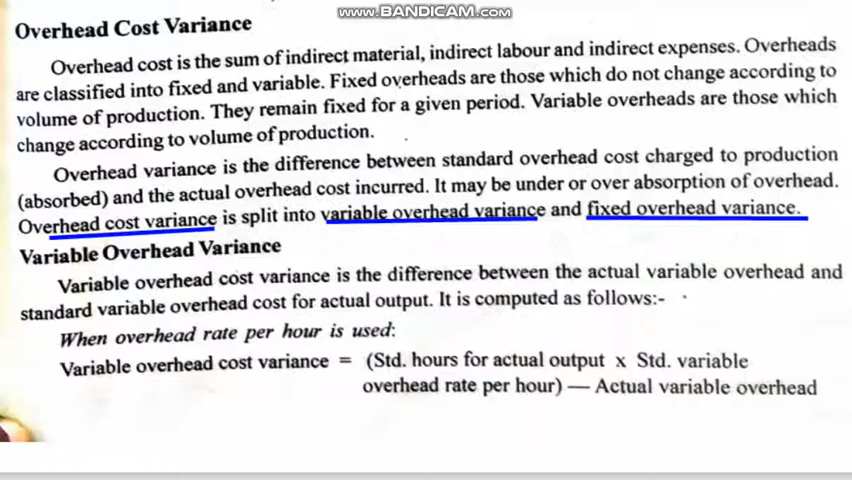 www.BANDICAM.com
Overhead Cost Variance
Overhead cost is the sum of indirect material, indirect labour and indirect expenses. Overheads
are classified into fixed and variable. Fixed overheads are those which do not change according to
volume of production. They remain fixed for a given period. Variable overheads are those which
change according to volume of production.
Overhead variance is the difference between standard overhead cost charged to production
(absorbed) and the actual overhead cost incurred. It may be under or over absorption of overhead.
Overhead cost variance is split into variable overhead variance and fixed overhead variance.
Variable Overhead Variance
Variable overhead cost variance is the difference between the actual variable overhead and
standard variable overhead cost for actual output. It is computed as follows:-
When overhead rate per hour is used:
Variable overhead cost variance = (Std. hours for actual output x Std. variable
overhead rate per hour) — Actual variable overhead